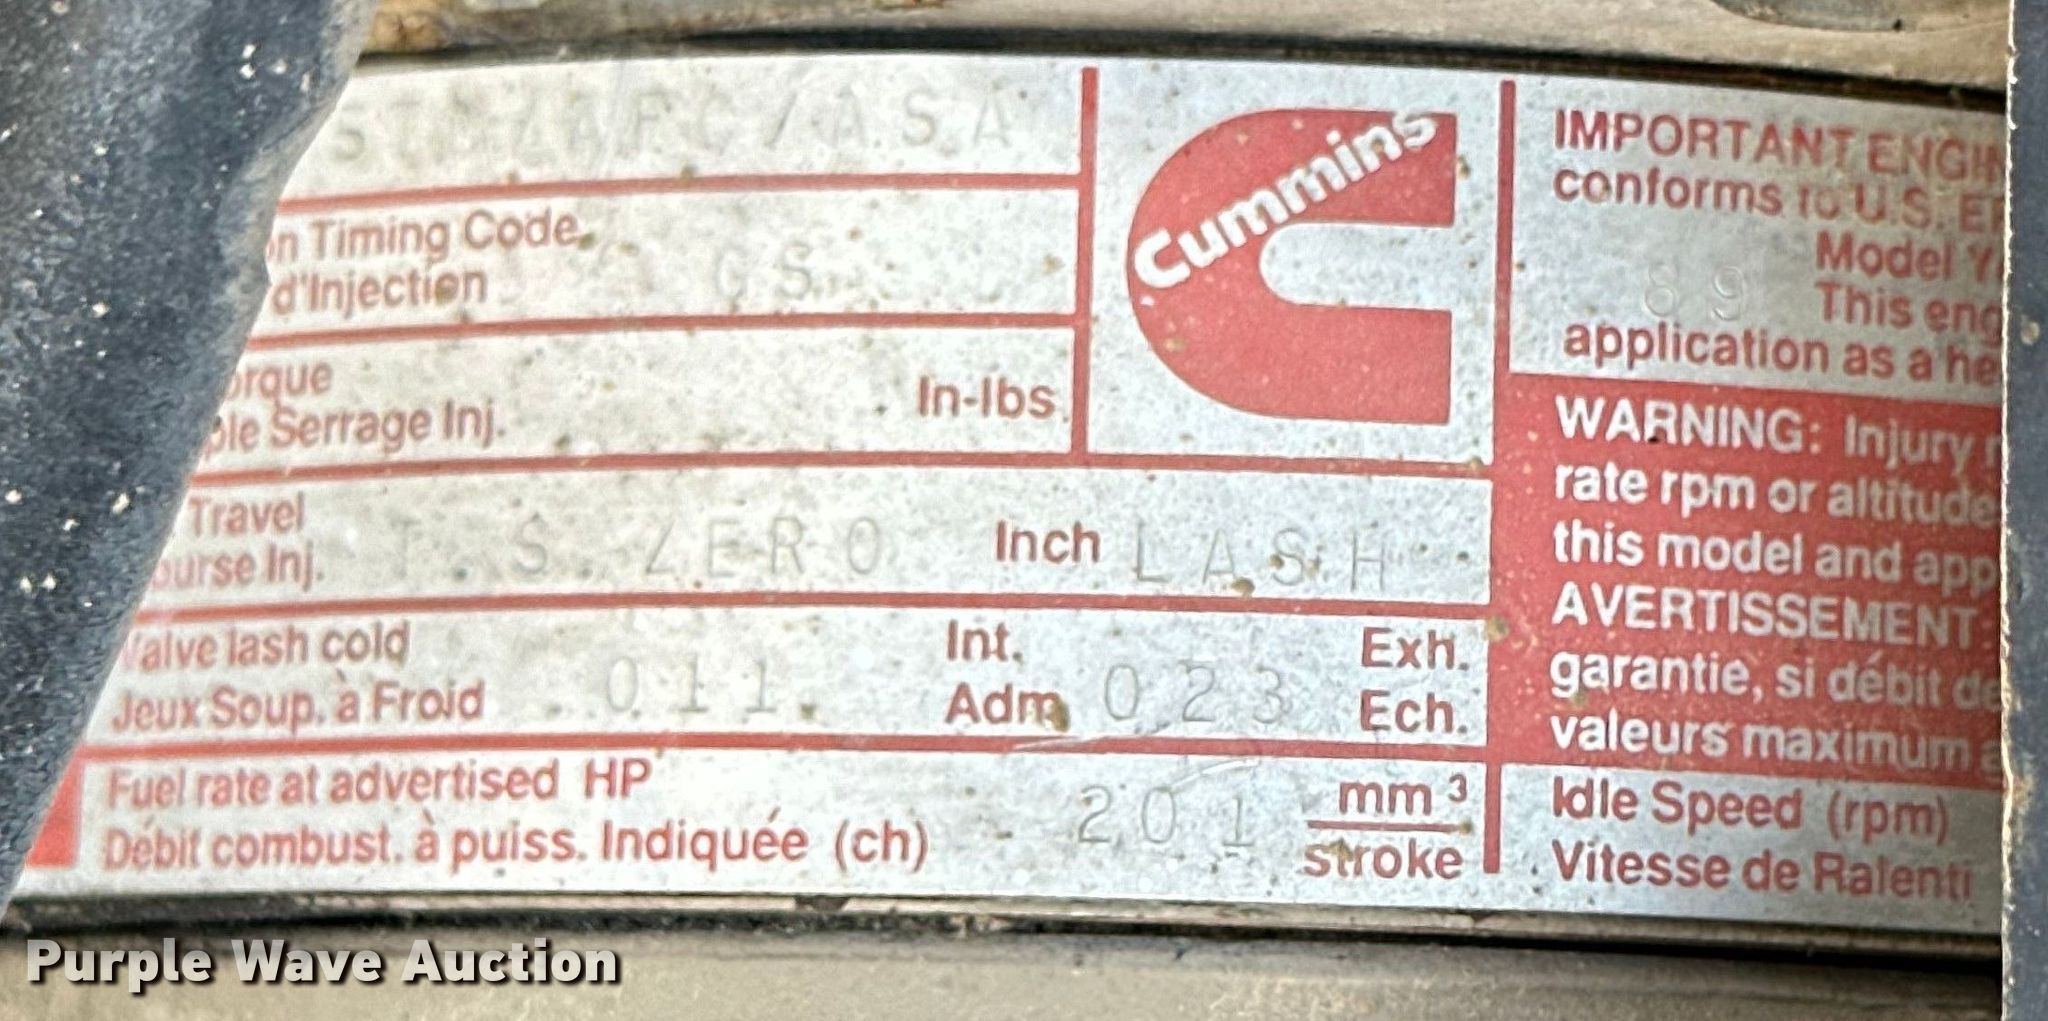 /ASA
n Timing Code
GS
d'Injection
orque
ple Serrage Inj.
In-lbs
Travel
ourse Inj.
T. S. ZERO
Inch
LASH
Valve lash cold
Jeux Soup. à Froid
011
Int.
Adm
023
Exh.
Ech.
Fuel rate at advertised HP
Débit combust. à puiss. Indiquée (ch)
201
mm³
stroke
Cummins
IMPORTANT ENGIN
conforms to U.S. EP
Model Y
89
This eng
application as a he
WARNING: Injury
rate rpm or altitude
this model and app
AVERTISSEMENT
garantie, si débit de
valeurs maximum
Idle Speed (rpm)
Vitesse de Ralenti
Purple Wave Auction